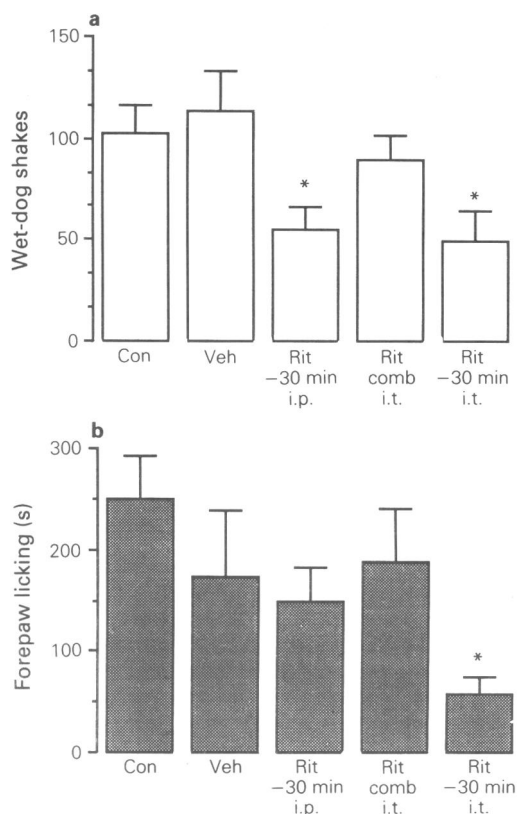 a
150
100
50
0
Wet-dog shakes
*
*
Con Veh Rit Rit Rit
−30 min comb −30 min
i.p. i.t. i.t.
b
300
200
100
0
Forepaw licking (s)
*
Con Veh Rit Rit Rit
−30 min comb −30 min
i.p. i.t. i.t.